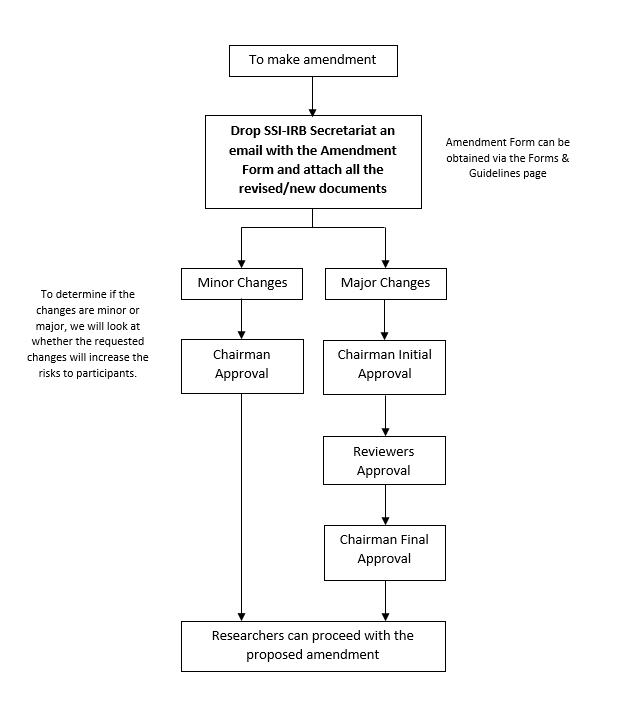 To make amendment
Drop SSI-IRB Secretariat an
email with the Amendment
Form and attach all the
revised/new documents
Amendment Form can be
obtained via the Forms &
Guidelines page
Minor Changes
Major Changes
To determine if the
changes are minor or
major, we will look at
whether the requested
changes will increase the
risks to participants.
Chairman
Approval
Chairman Initial
Approval
Reviewers
Approval
Chairman Final
Approval
Researchers can proceed with the
proposed amendment